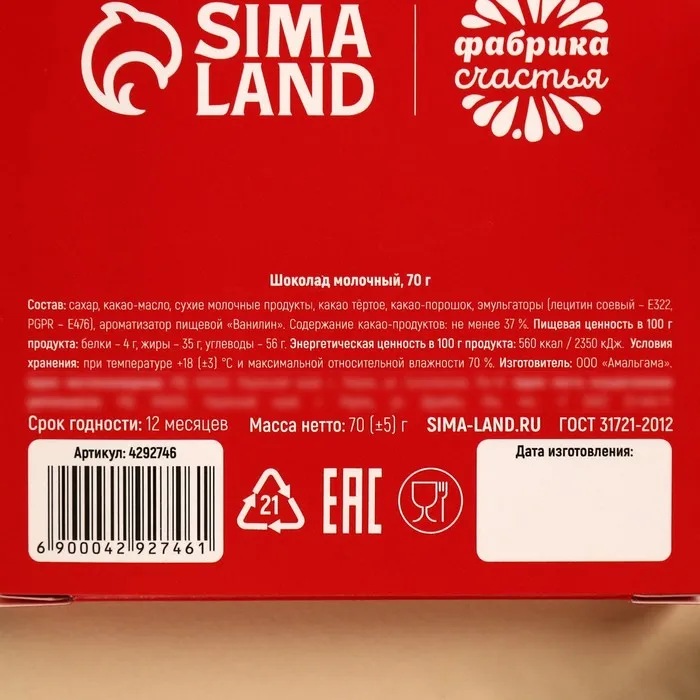 SIMA
LAND
фабрика
счастья
Шоколад молочный, 70 г
Состав: сахар, какао-масло, сухие молочные продукты, какао тёртое, какао-порошок, эмульгаторы (лецитин соевый – Е322,
PGPR – Е476), ароматизатор пищевой «Ванилин». Содержание какао-продуктов: не менее 37 %. Пищевая ценность в 100 г
продукта: белки – 4 г, жиры – 35 г, углеводы – 56 г. Энергетическая ценность в 100 г продукта: 560 ккал / 2350 кДж. Условия
хранения: при температуре +18 (±3) °С и максимальной относительной влажности 70 %. Изготовитель: ООО «Амальгама».
Срок годности: 12 месяцев Масса нетто: 70 (±5) г SIMA-LAND.RU ГОСТ 31721-2012
Артикул: 4292746
6 900042 927461
21
EAC
Дата изготовления: